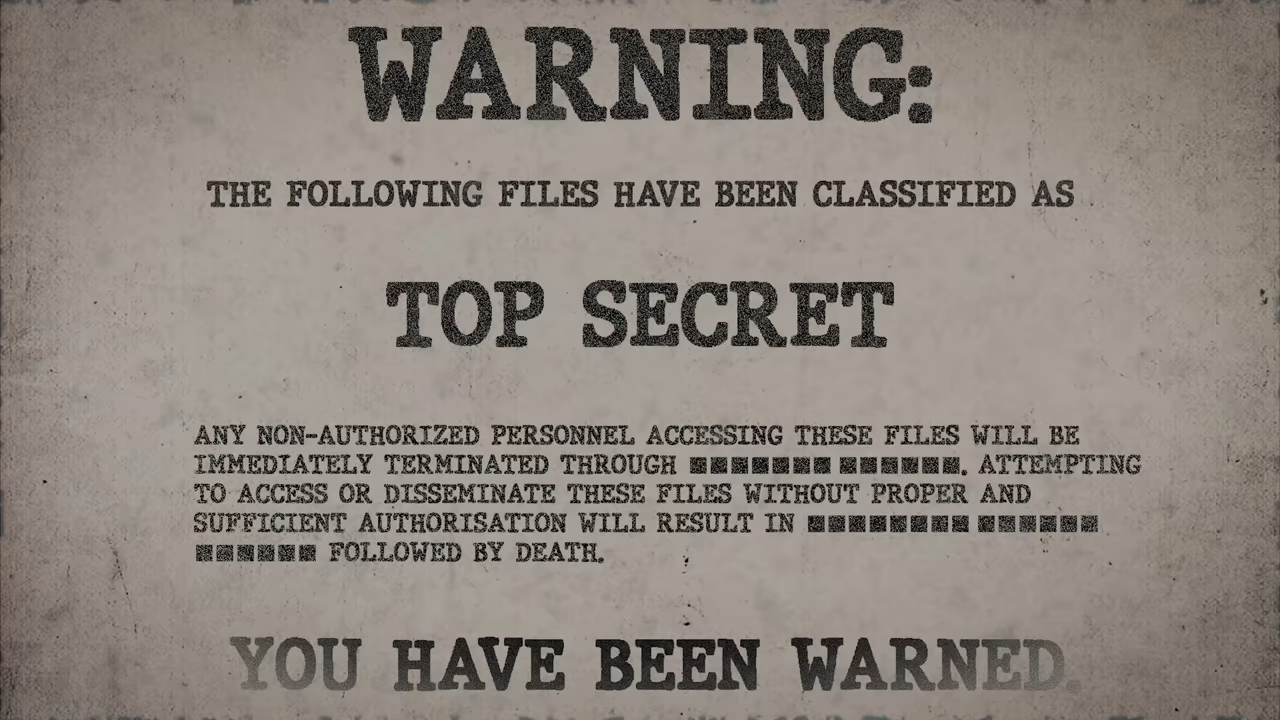 WARNING:
THE FOLLOWING FILES HAVE BEEN CLASSIFIED AS
TOP SECRET
ANY NON-AUTHORIZED PERSONNEL ACCESSING THESE FILES WILL BE
IMMEDIATELY TERMINATED THROUGH ■■■■■■■ ■■■■■■. ATTEMPTING
TO ACCESS OR DISSEMINATE THESE FILES WITHOUT PROPER AND
SUFFICIENT AUTHORISATION WILL RESULT IN ■■■■■■■■ ■■■■■■
■■■■■■ FOLLOWED BY DEATH.
YOU HAVE BEEN WARNED.